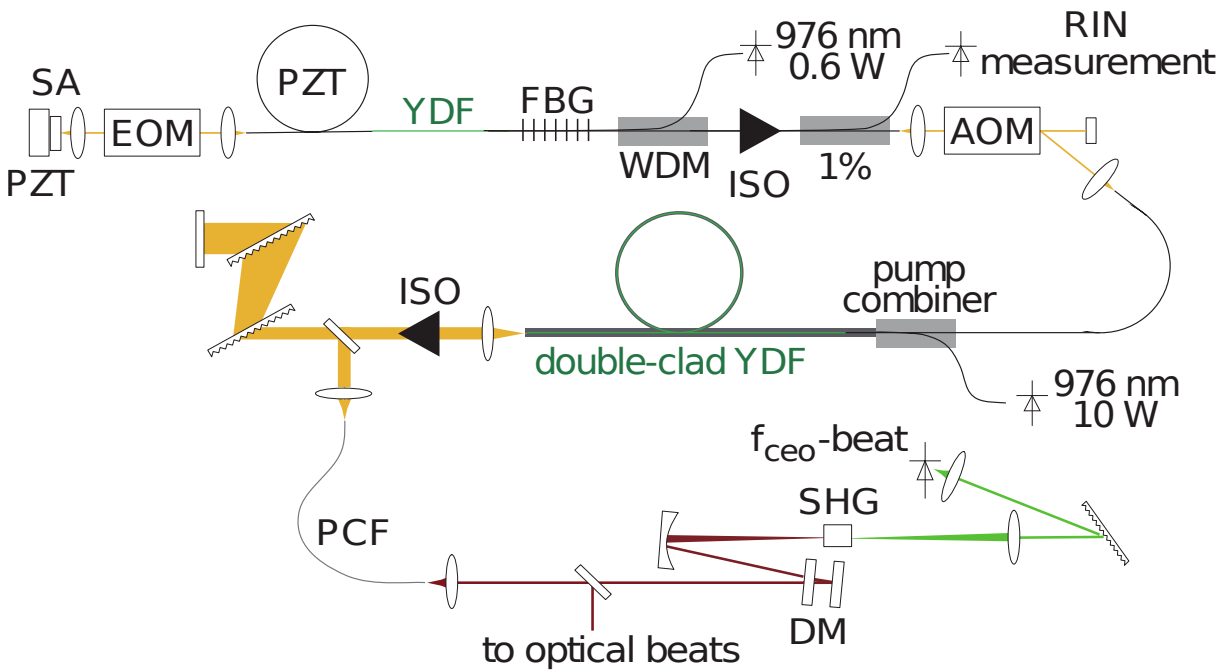 SA
PZT
EOM
PZT
YDF
FBG
WDM
976 nm
0.6 W
ISO
1%
RIN
measurement
AOM
ISO
double-clad YDF
pump
combiner
976 nm
10 W
f_ceo-beat
SHG
PCF
DM
to optical beats